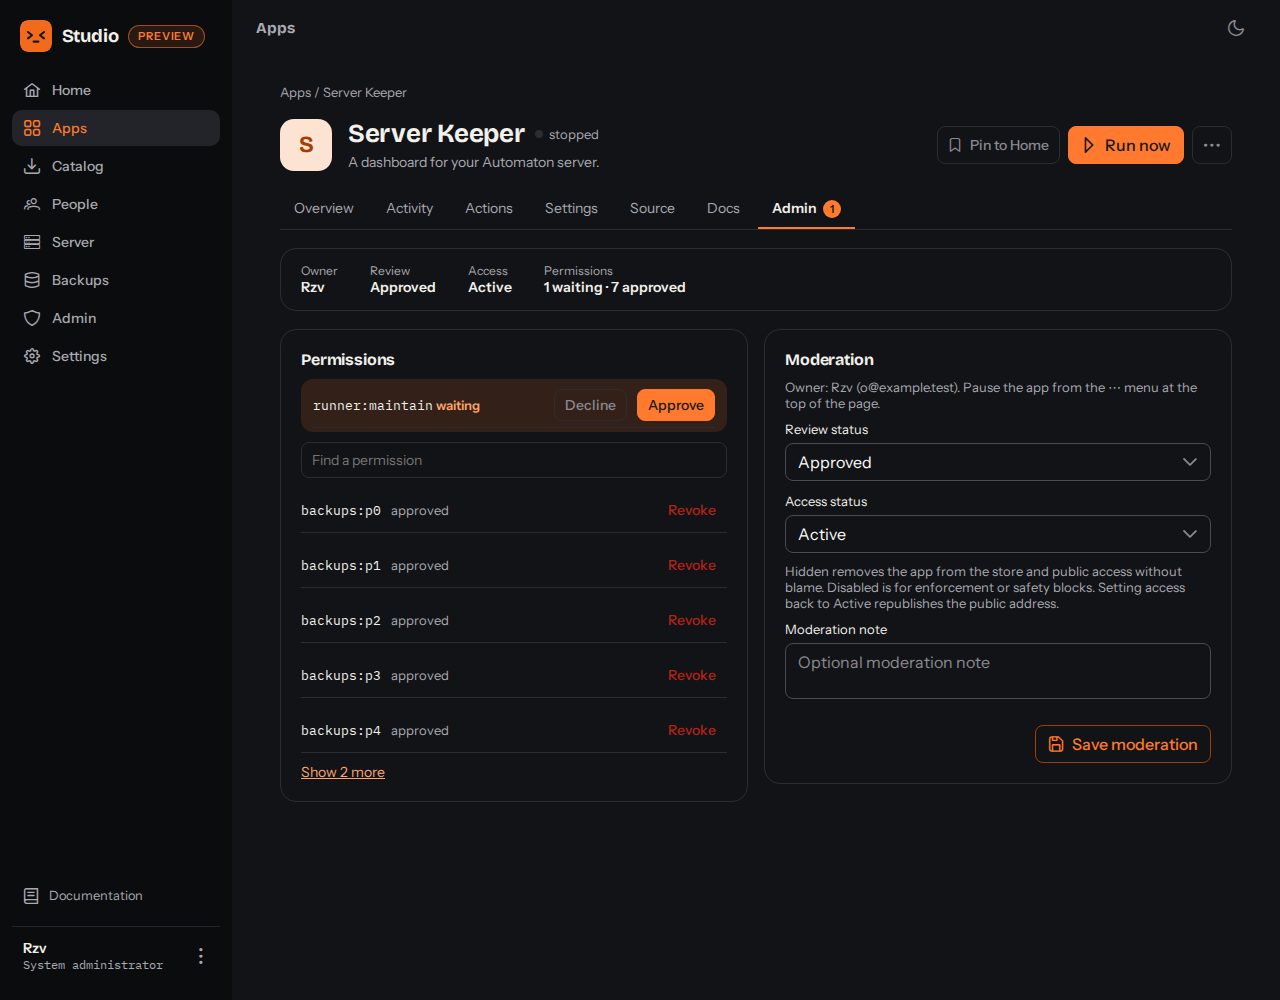 Studio PREVIEW
Apps
Home
Apps
Catalog
People
Server
Backups
Admin
Settings
Documentation
Rzv
System administrator
Apps / Server Keeper
S
Server Keeper stopped
A dashboard for your Automaton server.
Pin to Home
Run now
Overview Activity Actions Settings Source Docs Admin 1
Owner Review Access Permissions
Rzv Approved Active 1 waiting · 7 approved
Permissions
runner:maintain waiting Decline Approve
Find a permission
backups:p0 approved Revoke
backups:p1 approved Revoke
backups:p2 approved Revoke
backups:p3 approved Revoke
backups:p4 approved Revoke
Show 2 more
Moderation
Owner: Rzv (o@example.test). Pause the app from the ··· menu at the
top of the page.
Review status
Approved
Access status
Active
Hidden removes the app from the store and public access without
blame. Disabled is for enforcement or safety blocks. Setting access
back to Active republishes the public address.
Moderation note
Optional moderation note
Save moderation